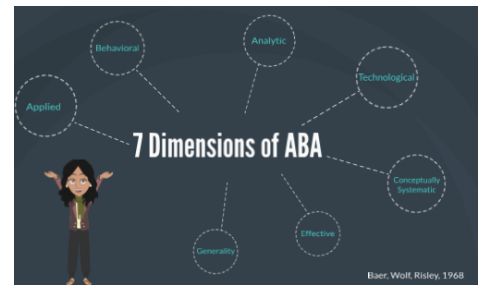 Behavioral
Analytic
Technological
Applied
7 Dimensions of ABA
Conceptually
Systematic
Effective
Generality
Baer, Wolf, Risley, 1968